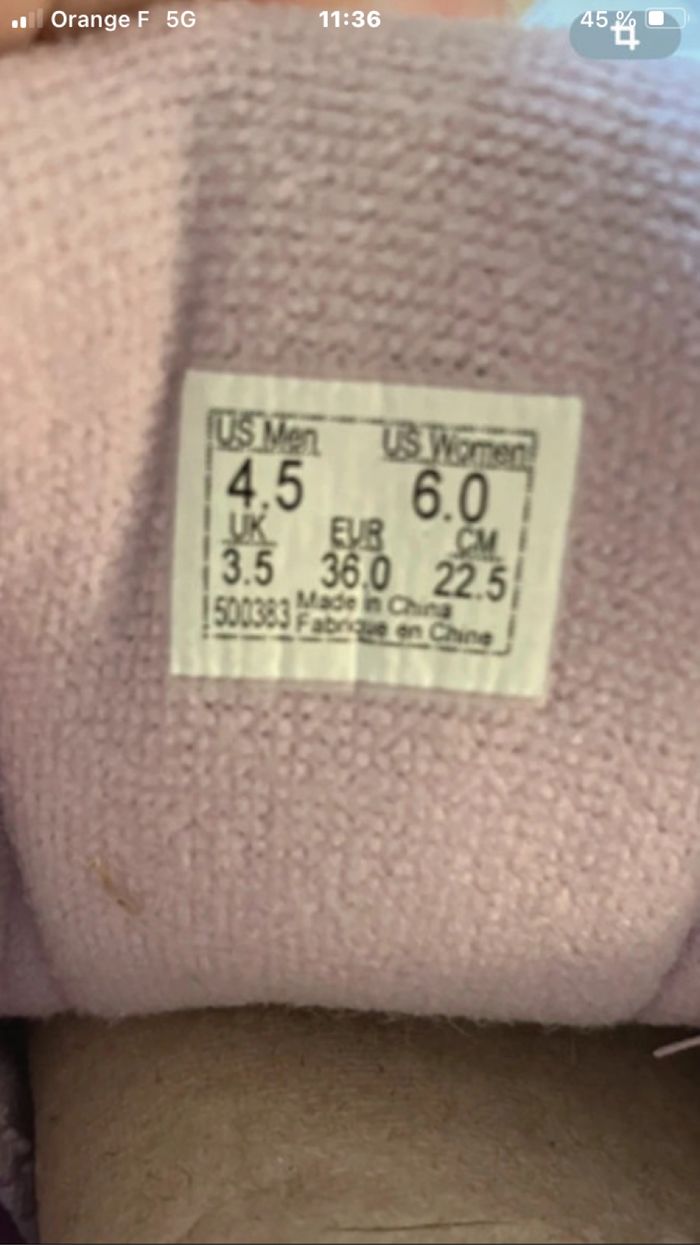 Orange F 5G 11:36 45 %
US Men US Women
4.5 6.0
UK EUR CM
3.5 36.0 22.5
500383 Made in China
Fabrique en Chine